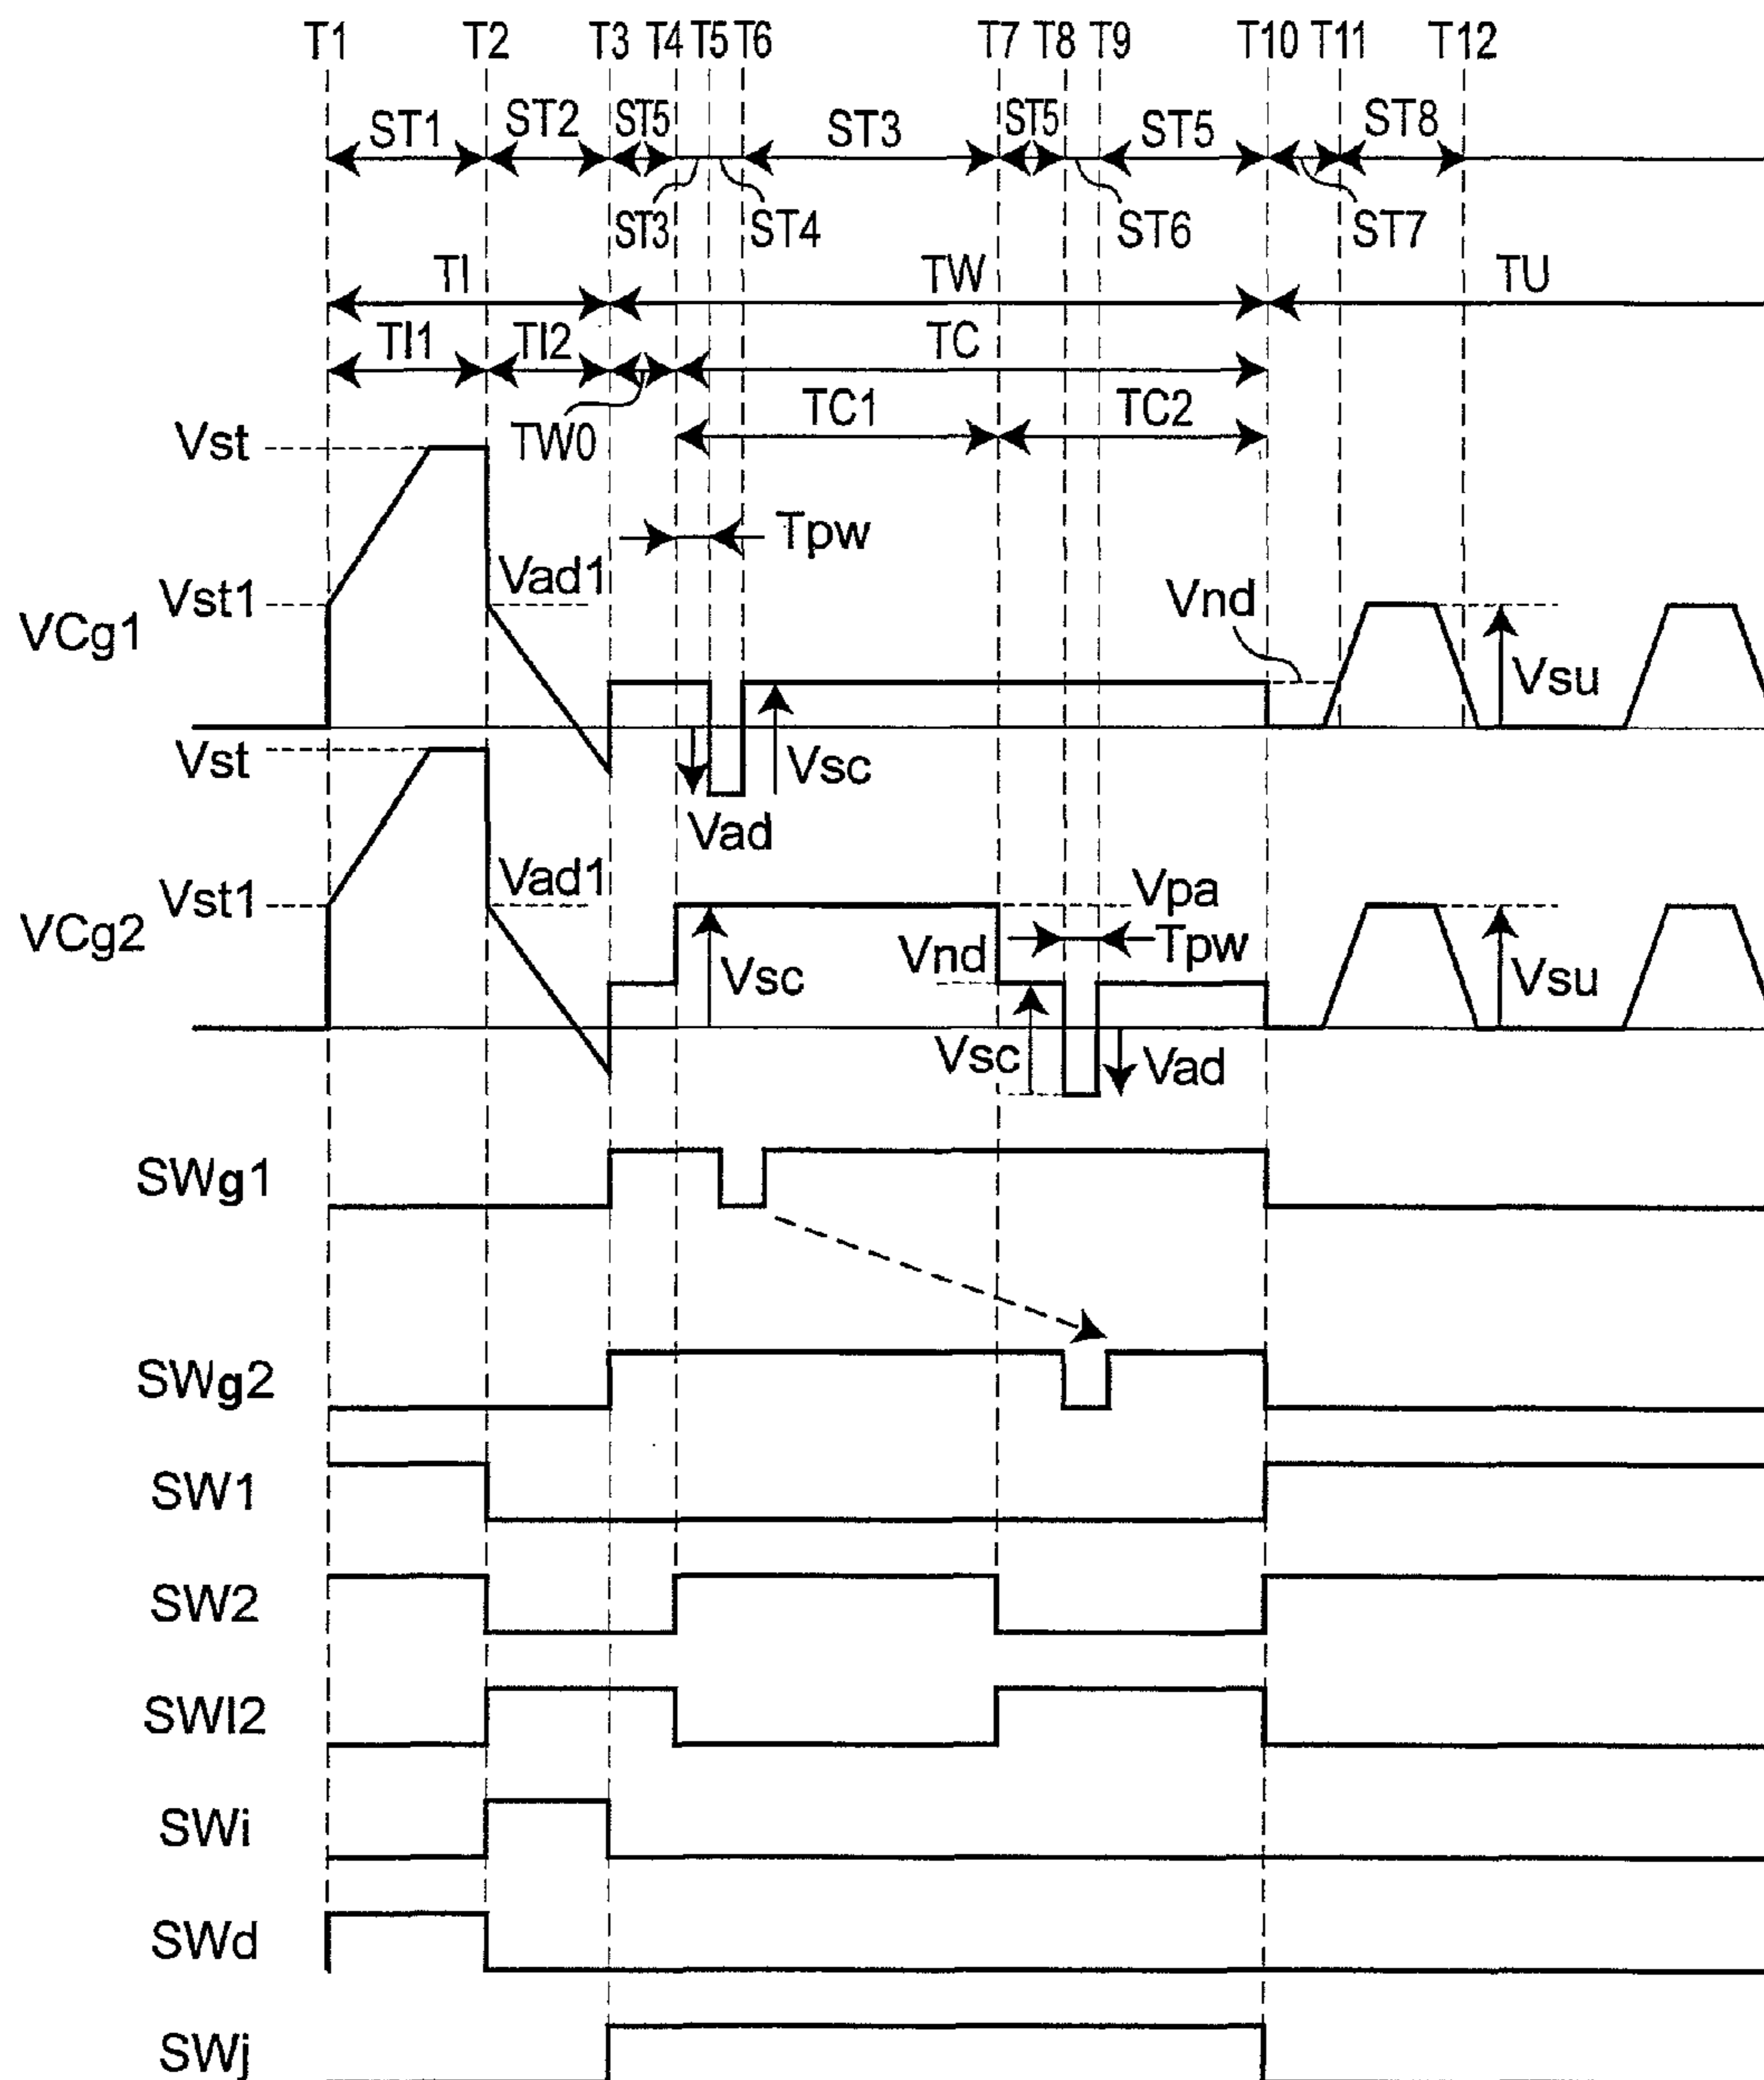 T1 T2 T3 T4 T5 T6 T7 T8 T9 T10 T11 T12
ST1 ST2 ST5 ST3 ST5 ST5 ST8
ST3 ST4 ST6 ST7
TI TW TU
TI1 TI2 TC
TW0 TC1 TC2
Vst
Tpw
Vst1 Vad1 Vnd
VCg1
Vsu
Vsc
Vst
Vad
Vst1 Vad1 Vpa
VCg2 Vsc Vnd Tpw Vsu
Vsc Vad
SWg1
SWg2
SW1
SW2
SWI2
SWi
SWd
SWj